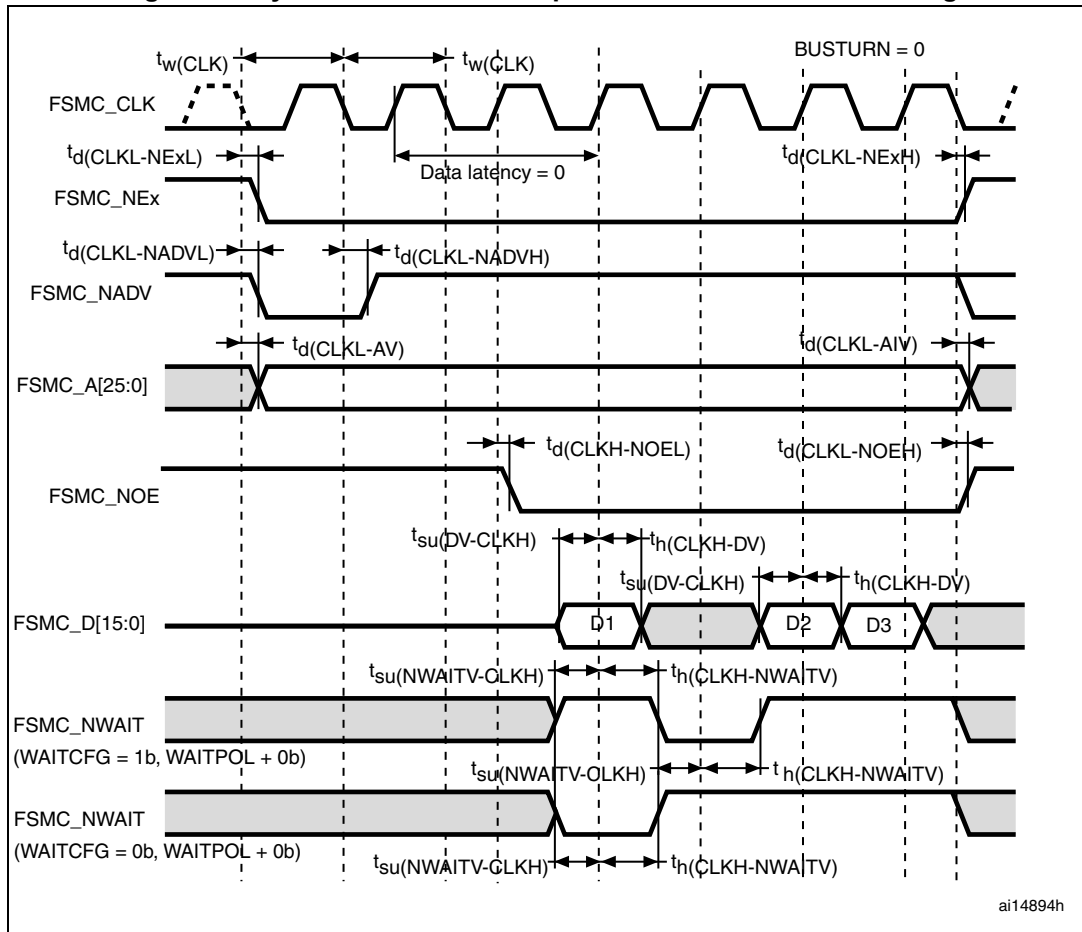 BUSTURN = 0
tw(CLK)
tw(CLK)
FSMC_CLK
td(CLKL-NExL)
Data latency = 0
td(CLKL-NExH)
FSMC_NEx
td(CLKL-NADVL)
td(CLKL-NADVH)
FSMC_NADV
td(CLKL-AV)
td(CLKL-AIV)
FSMC_A[25:0]
td(CLKH-NOEL)
td(CLKL-NOEH)
FSMC_NOE
tsu(DV-CLKH)
th(CLKH-DV)
tsu(DV-CLKH)
th(CLKH-DV)
FSMC_D[15:0]
D1
D2
D3
tsu(NWAITV-CLKH)
th(CLKH-NWAITV)
FSMC_NWAIT
(WAITCFG = 1b, WAITPOL + 0b)
tsu(NWAITV-CLKH)
th(CLKH-NWAITV)
FSMC_NWAIT
(WAITCFG = 0b, WAITPOL + 0b)
tsu(NWAITV-CLKH)
th(CLKH-NWAITV)
ai14894h